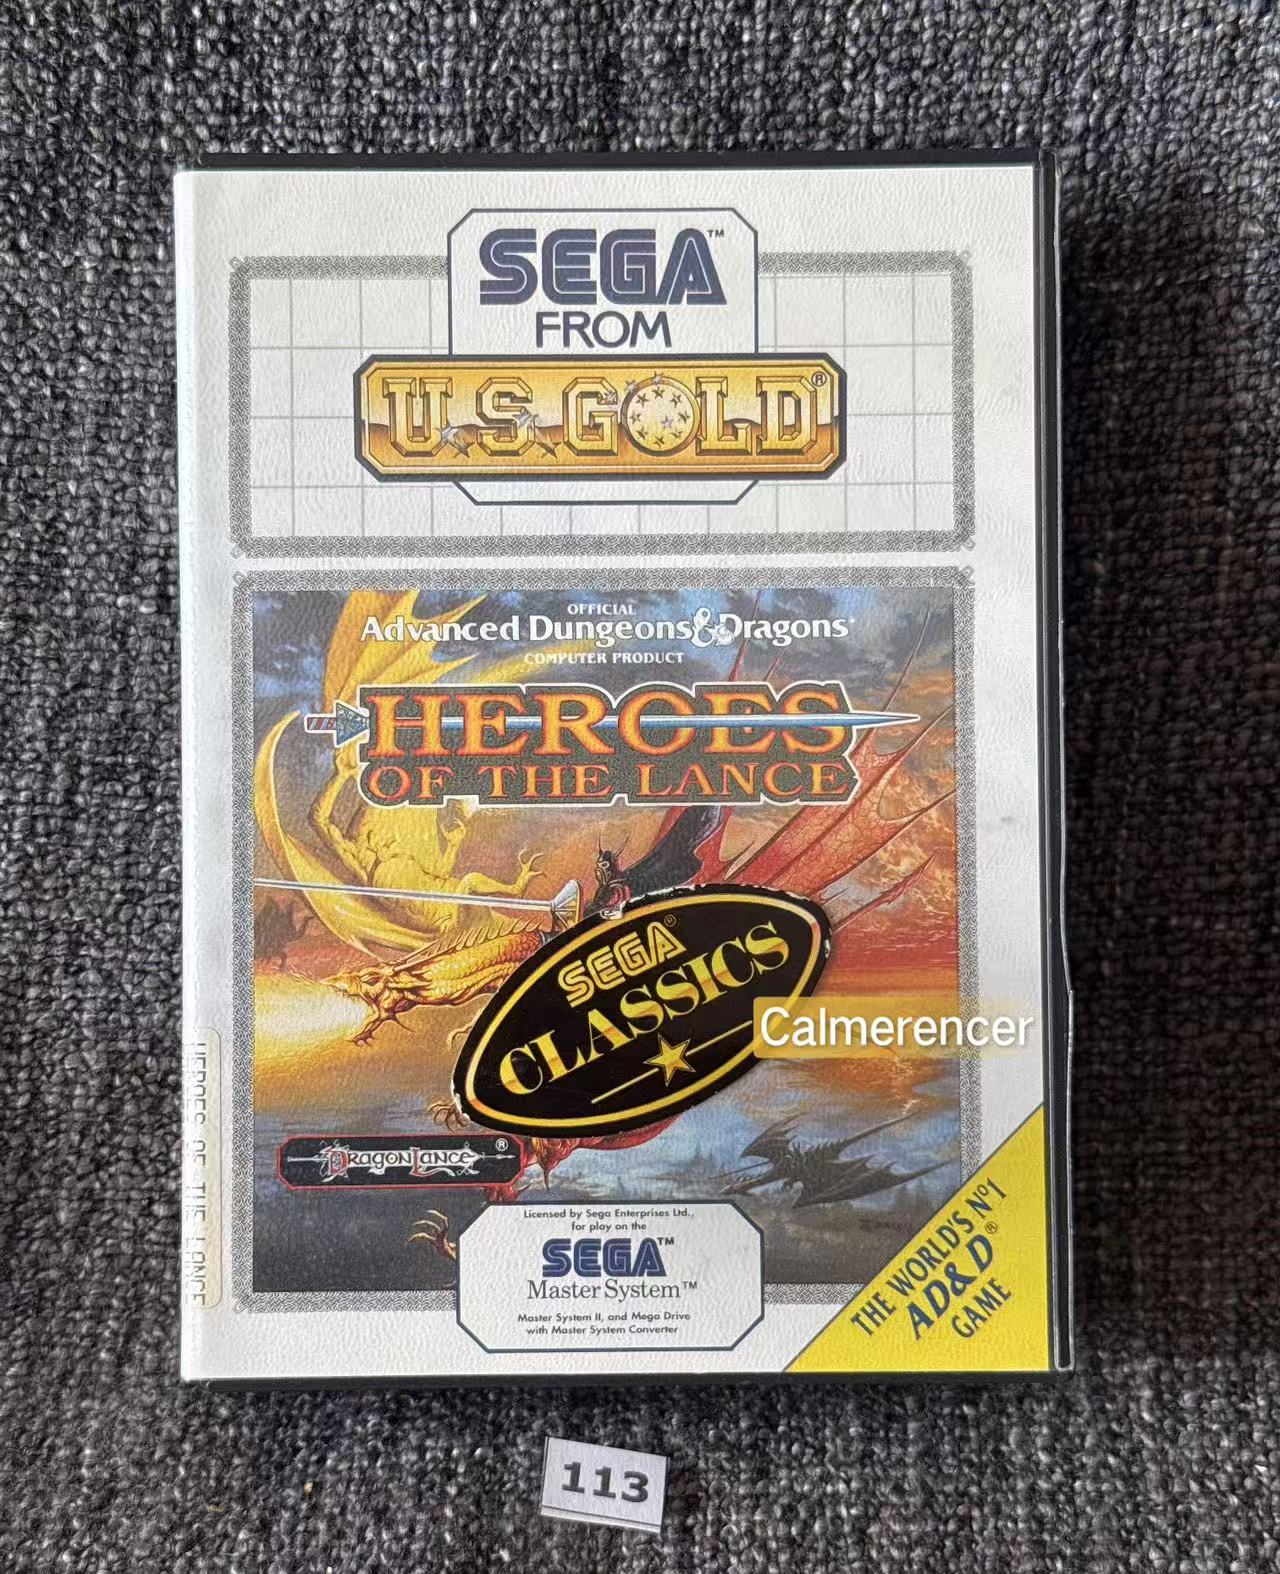 SEGA™
FROM
U.S. GOLD®
OFFICIAL
Advanced Dungeons & Dragons®
COMPUTER PRODUCT
HEROES
OF THE LANCE
SEGA®
CLASSICS
Calmerencer
HEROES OF THE LANCE
DRAGONLANCE®
Licensed by Sega Enterprises Ltd.,
for play on the
SEGA™
Master System™
Master System II, and Mega Drive
with Master System Converter
THE WORLD'S Nº1
AD&D®
GAME
113